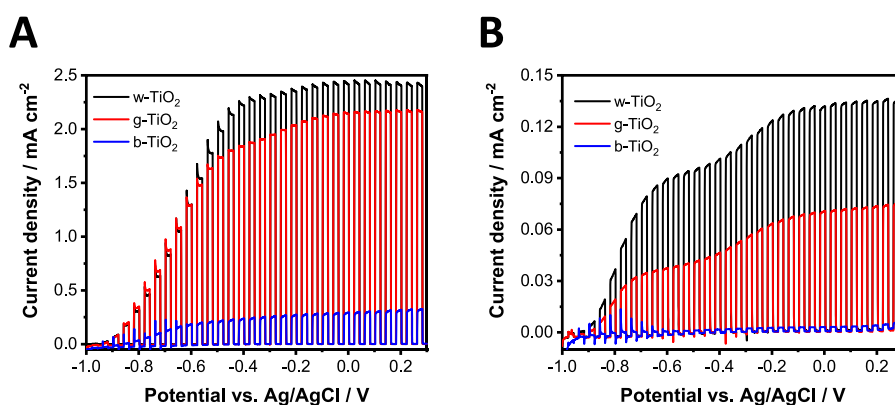 A
Current density / mA cm⁻²
2.5
2.0
1.5
1.0
0.5
0.0
w-TiO₂
g-TiO₂
b-TiO₂
-1.0 -0.8 -0.6 -0.4 -0.2 0.0 0.2
Potential vs. Ag/AgCl / V
B
Current density / mA cm⁻²
0.15
0.12
0.09
0.06
0.03
0.00
w-TiO₂
g-TiO₂
b-TiO₂
-1.0 -0.8 -0.6 -0.4 -0.2 0.0 0.2
Potential vs. Ag/AgCl / V